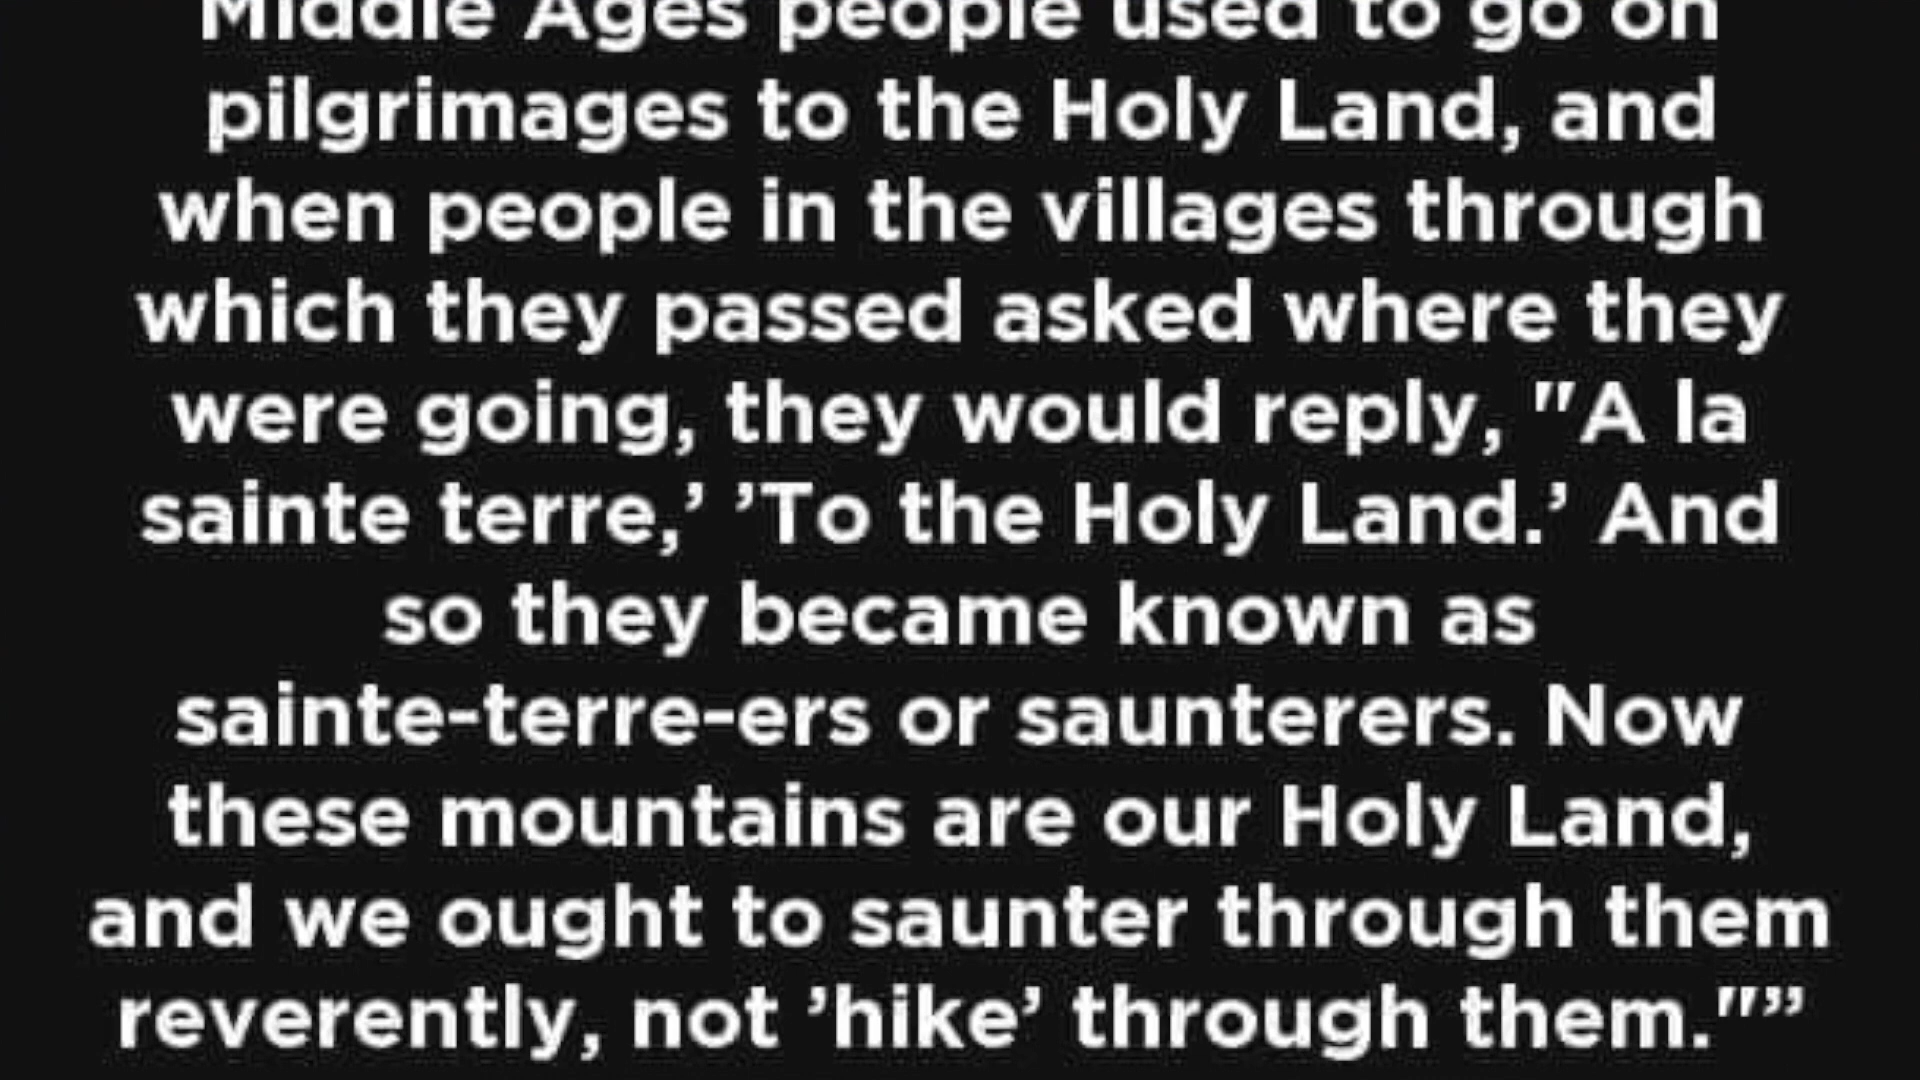 Middle Ages people used to go on
pilgrimages to the Holy Land, and
when people in the villages through
which they passed asked where they
were going, they would reply, "A la
sainte terre,’ ’To the Holy Land.’ And
so they became known as
sainte-terre-ers or saunterers. Now
these mountains are our Holy Land,
and we ought to saunter through them
reverently, not ’hike’ through them."”